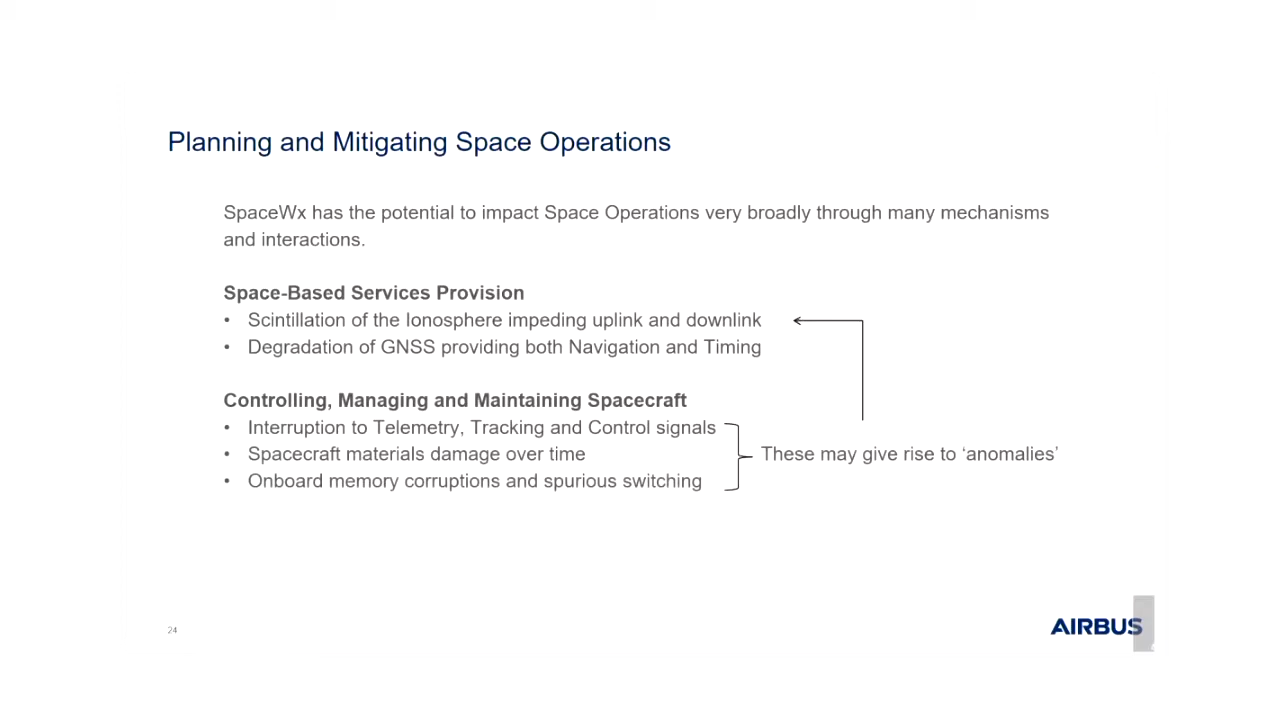 Planning and Mitigating Space Operations
SpaceWx has the potential to impact Space Operations very broadly through many mechanisms
and interactions.
Space-Based Services Provision
• Scintillation of the Ionosphere impeding uplink and downlink
• Degradation of GNSS providing both Navigation and Timing
Controlling, Managing and Maintaining Spacecraft
• Interruption to Telemetry, Tracking and Control signals
• Spacecraft materials damage over time
• Onboard memory corruptions and spurious switching
These may give rise to ‘anomalies’
24
AIRBUS